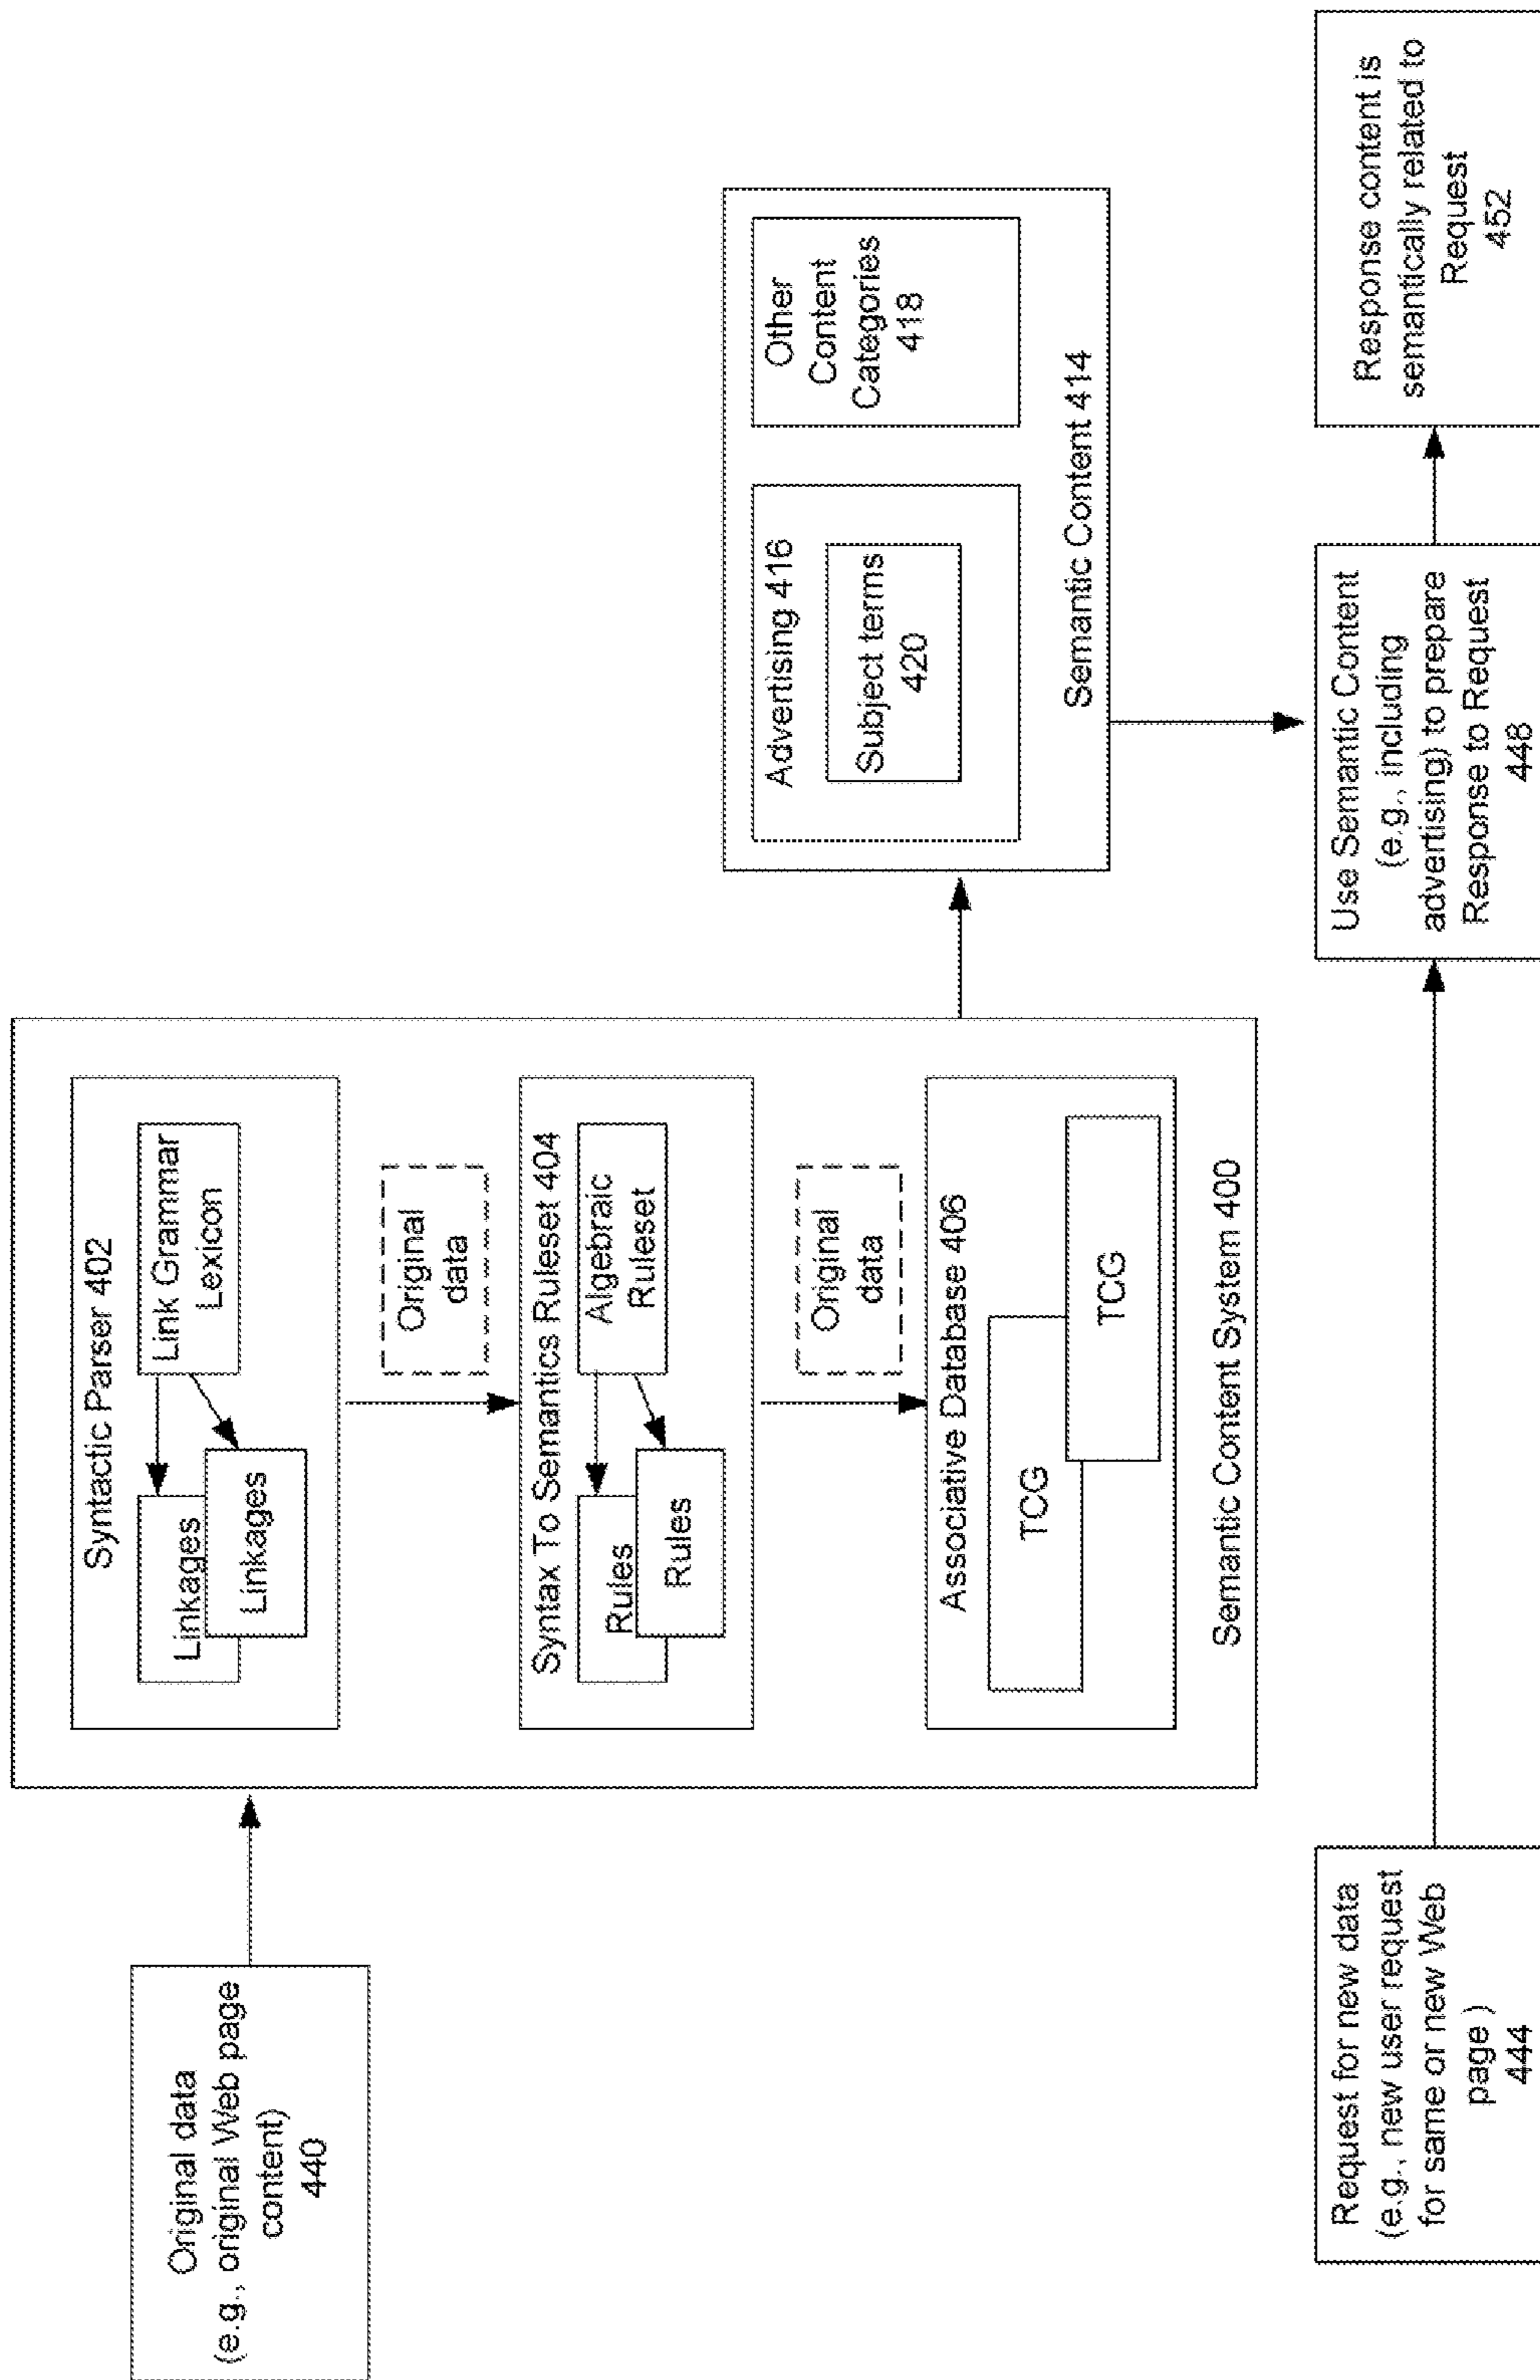 Original data
(e.g., original Web page
content)
440
Syntactic Parser 402
Linkages
Linkages
Link Grammar
Lexicon
Original
data
Syntax To Semantics Ruleset 404
Rules
Rules
Algebraic
Ruleset
Original
data
Associative Database 406
TCG
TCG
Semantic Content System 400
Advertising 416
Subject terms
420
Other
Content
Categories
418
Semantic Content 414
Request for new data
(e.g., new user request
for same or new Web
page )
444
Use Semantic Content
(e.g., including
advertising) to prepare
Response to Request
448
Response content is
semantically related to
Request
452